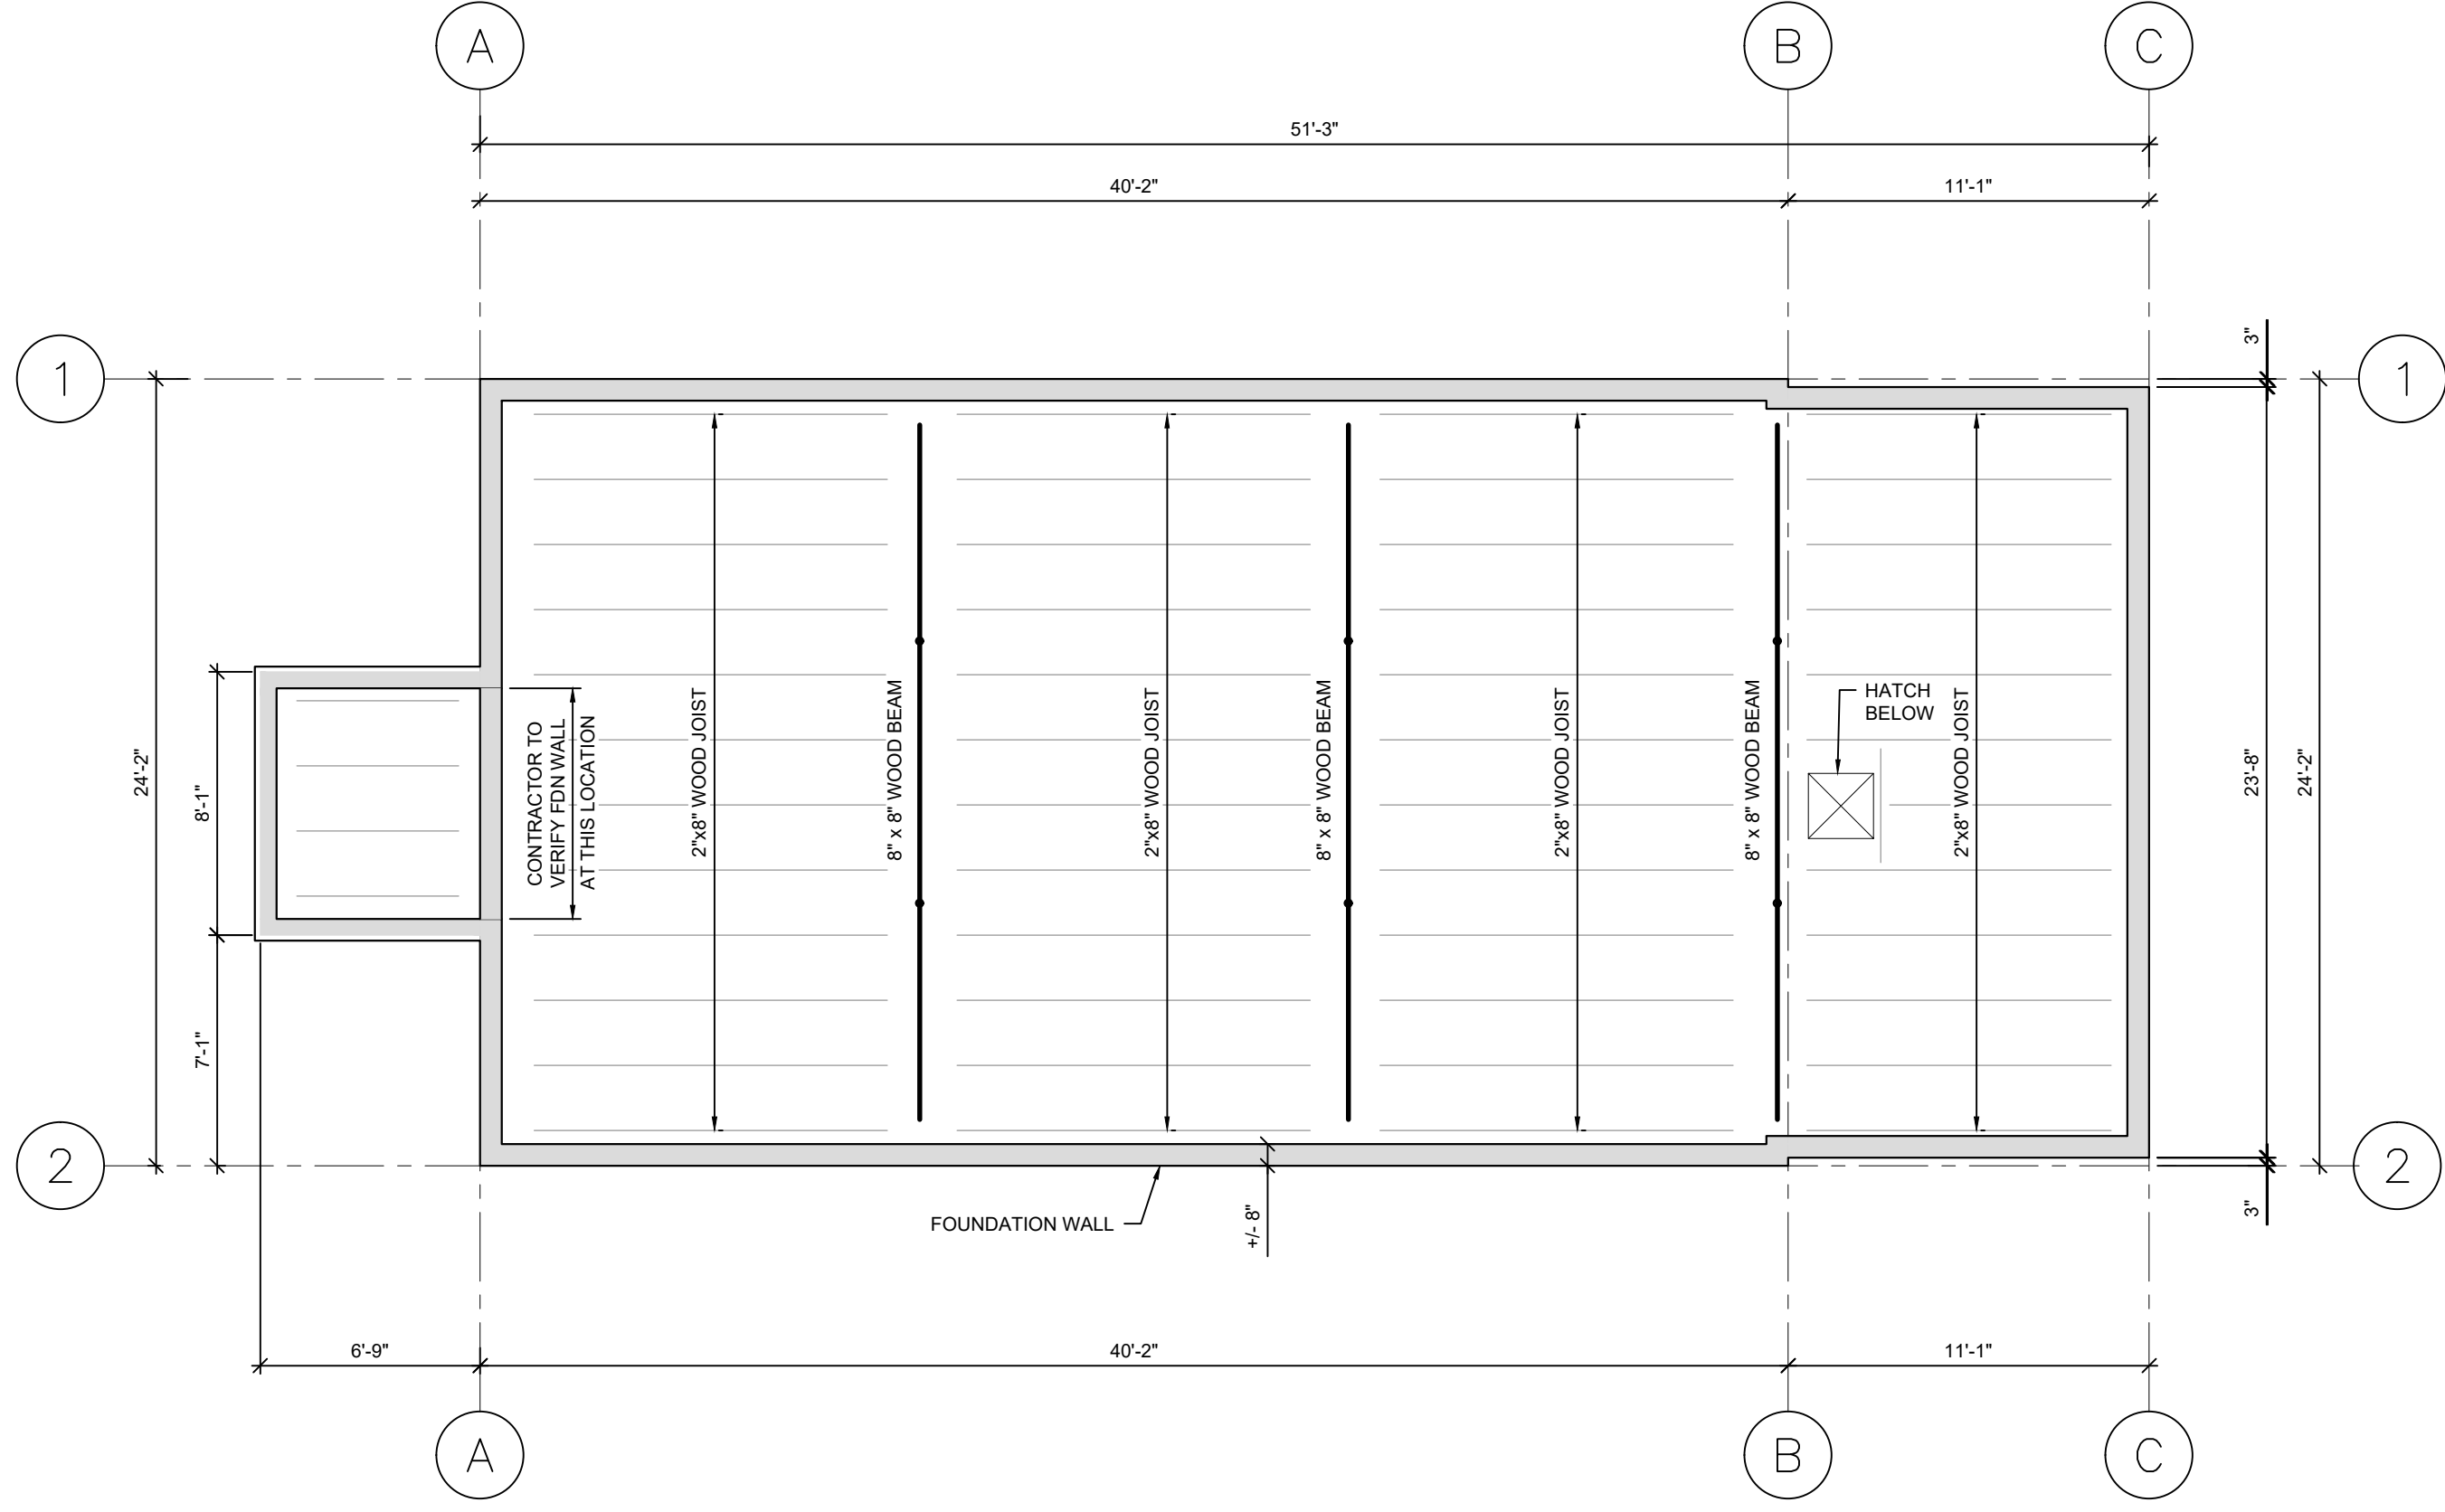 A
B
C
51'-3"
40'-2"
11'-1"
1
1
3"
24'-2"
8'-1"
7'-1"
CONTRACTOR TO
VERIFY FDN WALL
AT THIS LOCATION
2"x8" WOOD JOIST
8" x 8" WOOD BEAM
2"x8" WOOD JOIST
8" x 8" WOOD BEAM
2"x8" WOOD JOIST
8" x 8" WOOD BEAM
HATCH
BELOW
2"x8" WOOD JOIST
23'-8"
24'-2"
2
2
3"
FOUNDATION WALL
+/- 8"
6'-9"
40'-2"
11'-1"
A
B
C